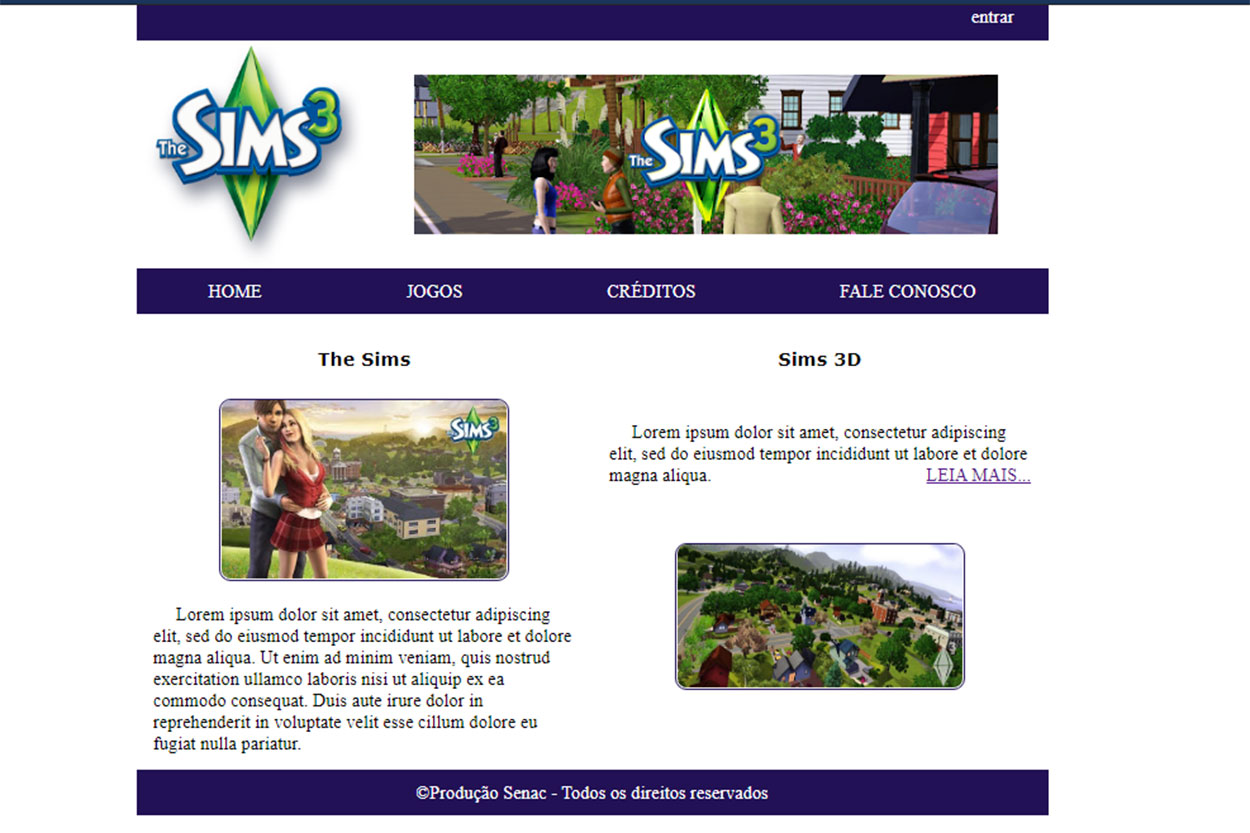 entrar
The SIMS 3
The SIMS 3
HOME JOGOS CRÉDITOS FALE CONOSCO
The Sims
SIMS 3
Lorem ipsum dolor sit amet, consectetur adipiscing
elit, sed do eiusmod tempor incididunt ut labore et dolore
magna aliqua. Ut enim ad minim veniam, quis nostrud
exercitation ullamco laboris nisi ut aliquip ex ea
commodo consequat. Duis aute irure dolor in
reprehenderit in voluptate velit esse cillum dolore eu
fugiat nulla pariatur.
Sims 3D
Lorem ipsum dolor sit amet, consectetur adipiscing
elit, sed do eiusmod tempor incididunt ut labore et dolore
magna aliqua. LEIA MAIS...
3
©Produção Senac - Todos os direitos reservados